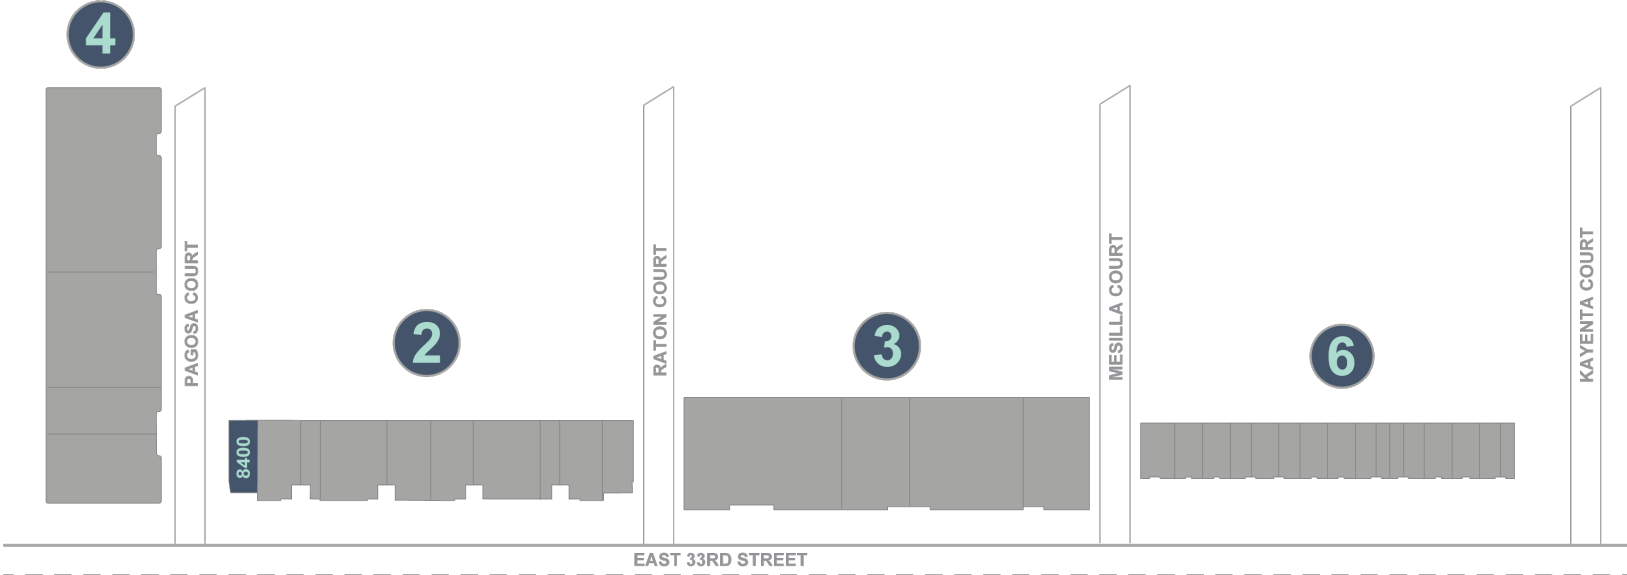 4
PAGOSA COURT
2
8400
RATON COURT
3
MESILLA COURT
6
KAYENTA COURT
EAST 33RD STREET